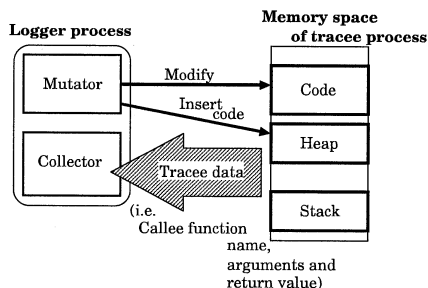 Logger process
Memory space
of tracee process
Mutator
Modify
Code
Insert
code
Heap
Collector
Tracee data
Stack
(i.e.
Callee function
name,
arguments and
return value)